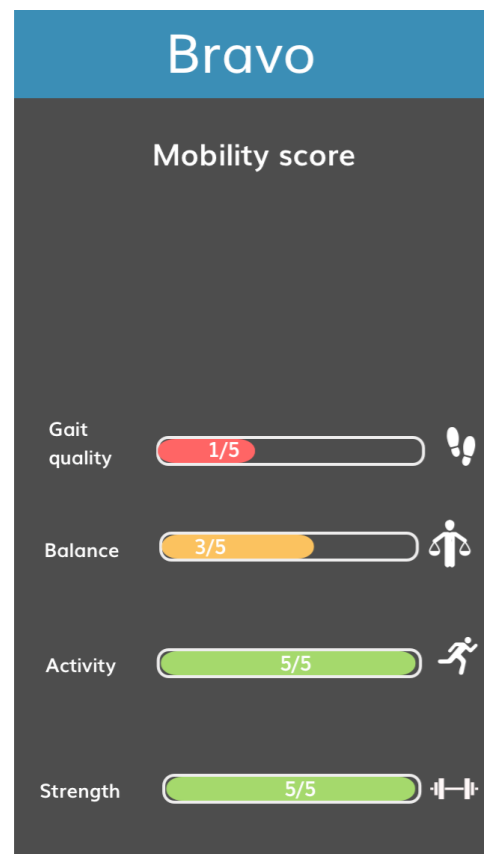 Bravo
Mobility score
Gait
quality
1/5
Balance
3/5
Activity
5/5
Strength
5/5